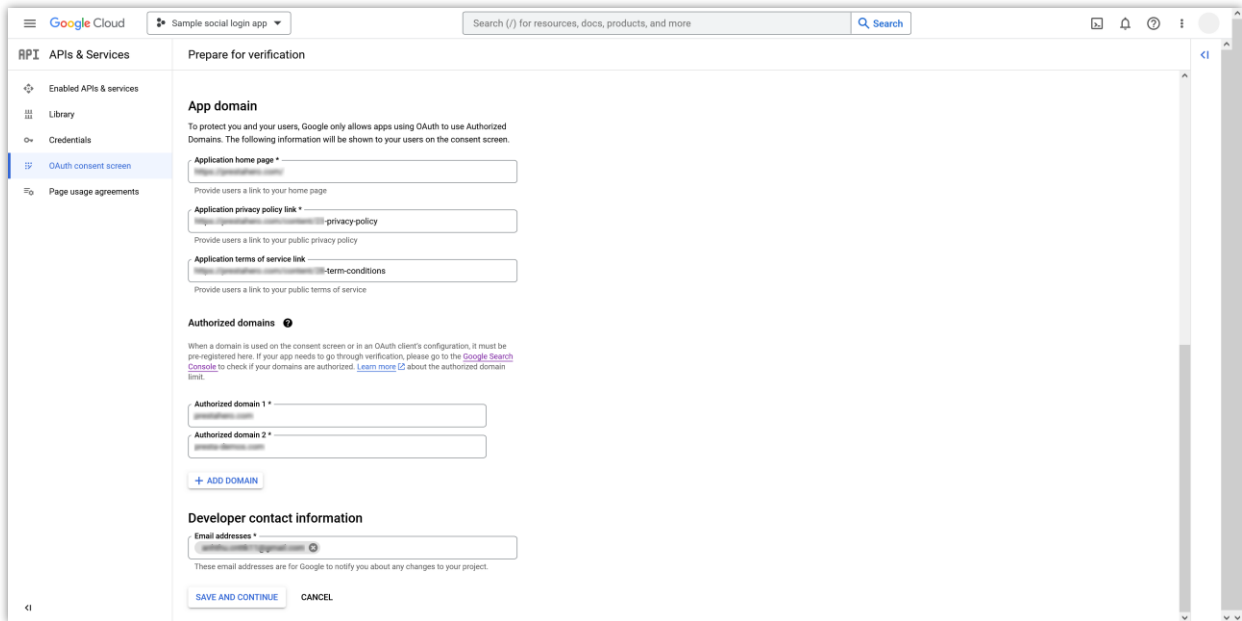 Google Cloud
Sample social login app
Search (/) for resources, docs, products, and more
Search
API APIs & Services
Prepare for verification
Enabled APIs & services
Library
Credentials
OAuth consent screen
Page usage agreements
App domain
To protect you and your users, Google only allows apps using OAuth to use Authorized
Domains. The following information will be shown to your users on the consent screen.
Application home page *
Provide users a link to your home page
Application privacy policy link *
-privacy-policy
Provide users a link to your public privacy policy
Application terms of service link
-term-conditions
Provide users a link to your public terms of service
Authorized domains
When a domain is used on the consent screen or in an OAuth client's configuration, it must be
pre-registered here. If your app needs to go through verification, please go to the Google Search
Console to check if your domains are authorized. Learn more about the authorized domain
limit.
Authorized domain 1 *
Authorized domain 2 *
+ ADD DOMAIN
Developer contact information
Email addresses *
These email addresses are for Google to notify you about any changes to your project.
SAVE AND CONTINUE
CANCEL